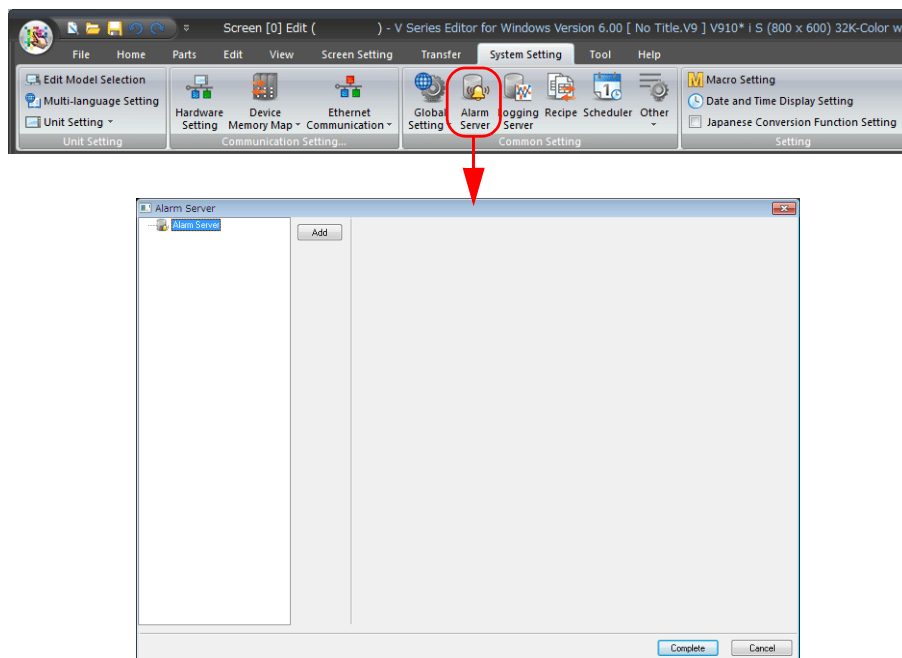 Screen [0] Edit ( ) - V Series Editor for Windows Version 6.00 [ No Title.V9 ] V910* i S (800 x 600) 32K-Color w
File Home Parts Edit View Screen Setting Transfer System Setting Tool Help
Edit Model Selection
Multi-language Setting
Unit Setting
Unit Setting
Hardware Setting
Device Memory Map
Ethernet Communication
Communication Setting...
Global Setting
Alarm Server
Logging Server
Recipe
Scheduler
Other
Common Setting
Macro Setting
Date and Time Display Setting
Japanese Conversion Function Setting
Setting
1
Alarm Server
Alarm Server
Add
Complete Cancel